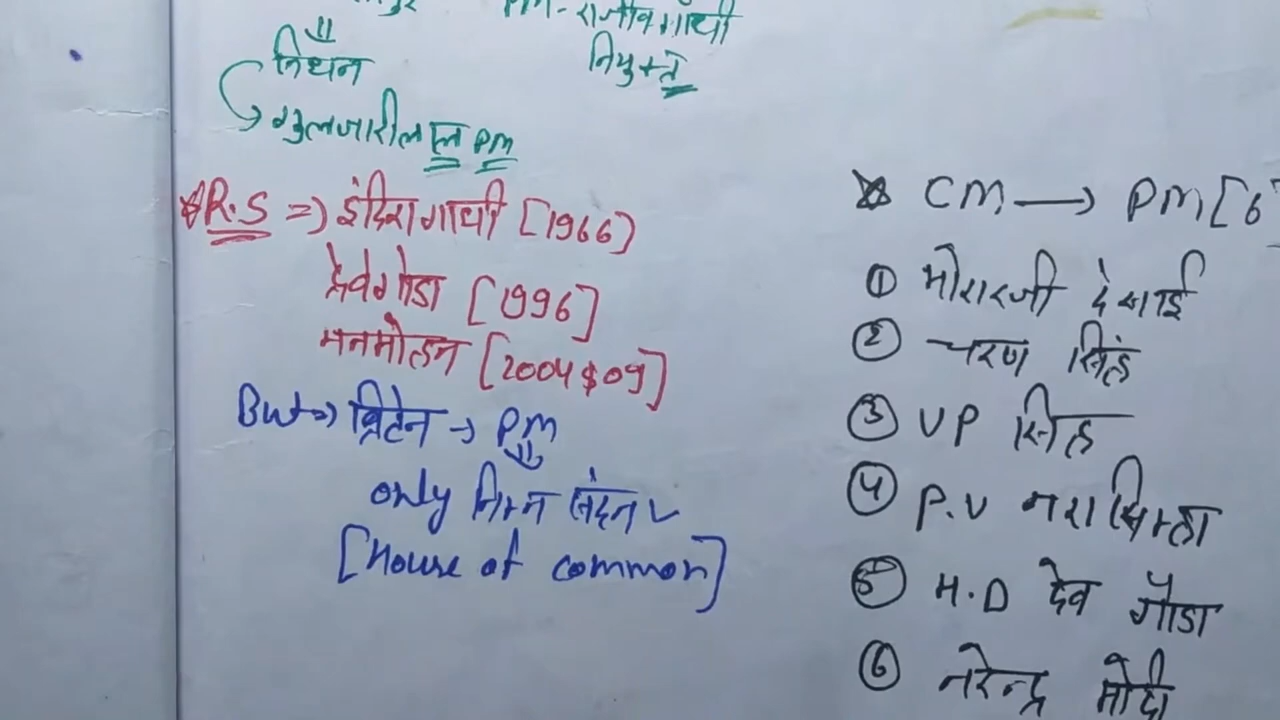 PM - राजीव गांधी
नियुक्त
निधन
गुलजारीलाल PM
R.S => इंदिरा गांधी [1966]
देवेगोडा [1996]
मनमोहन [2004 $ 09]
But => ब्रिटेन -> PM
only निम्न सदन ✓
[House of common]
CM -> PM [6]
① मोरारजी देसाई
② चरण सिंह
③ VP सिंह
④ P.V नरसिम्हा
⑤ H.D देव गौडा
⑥ नरेन्द्र मोदी